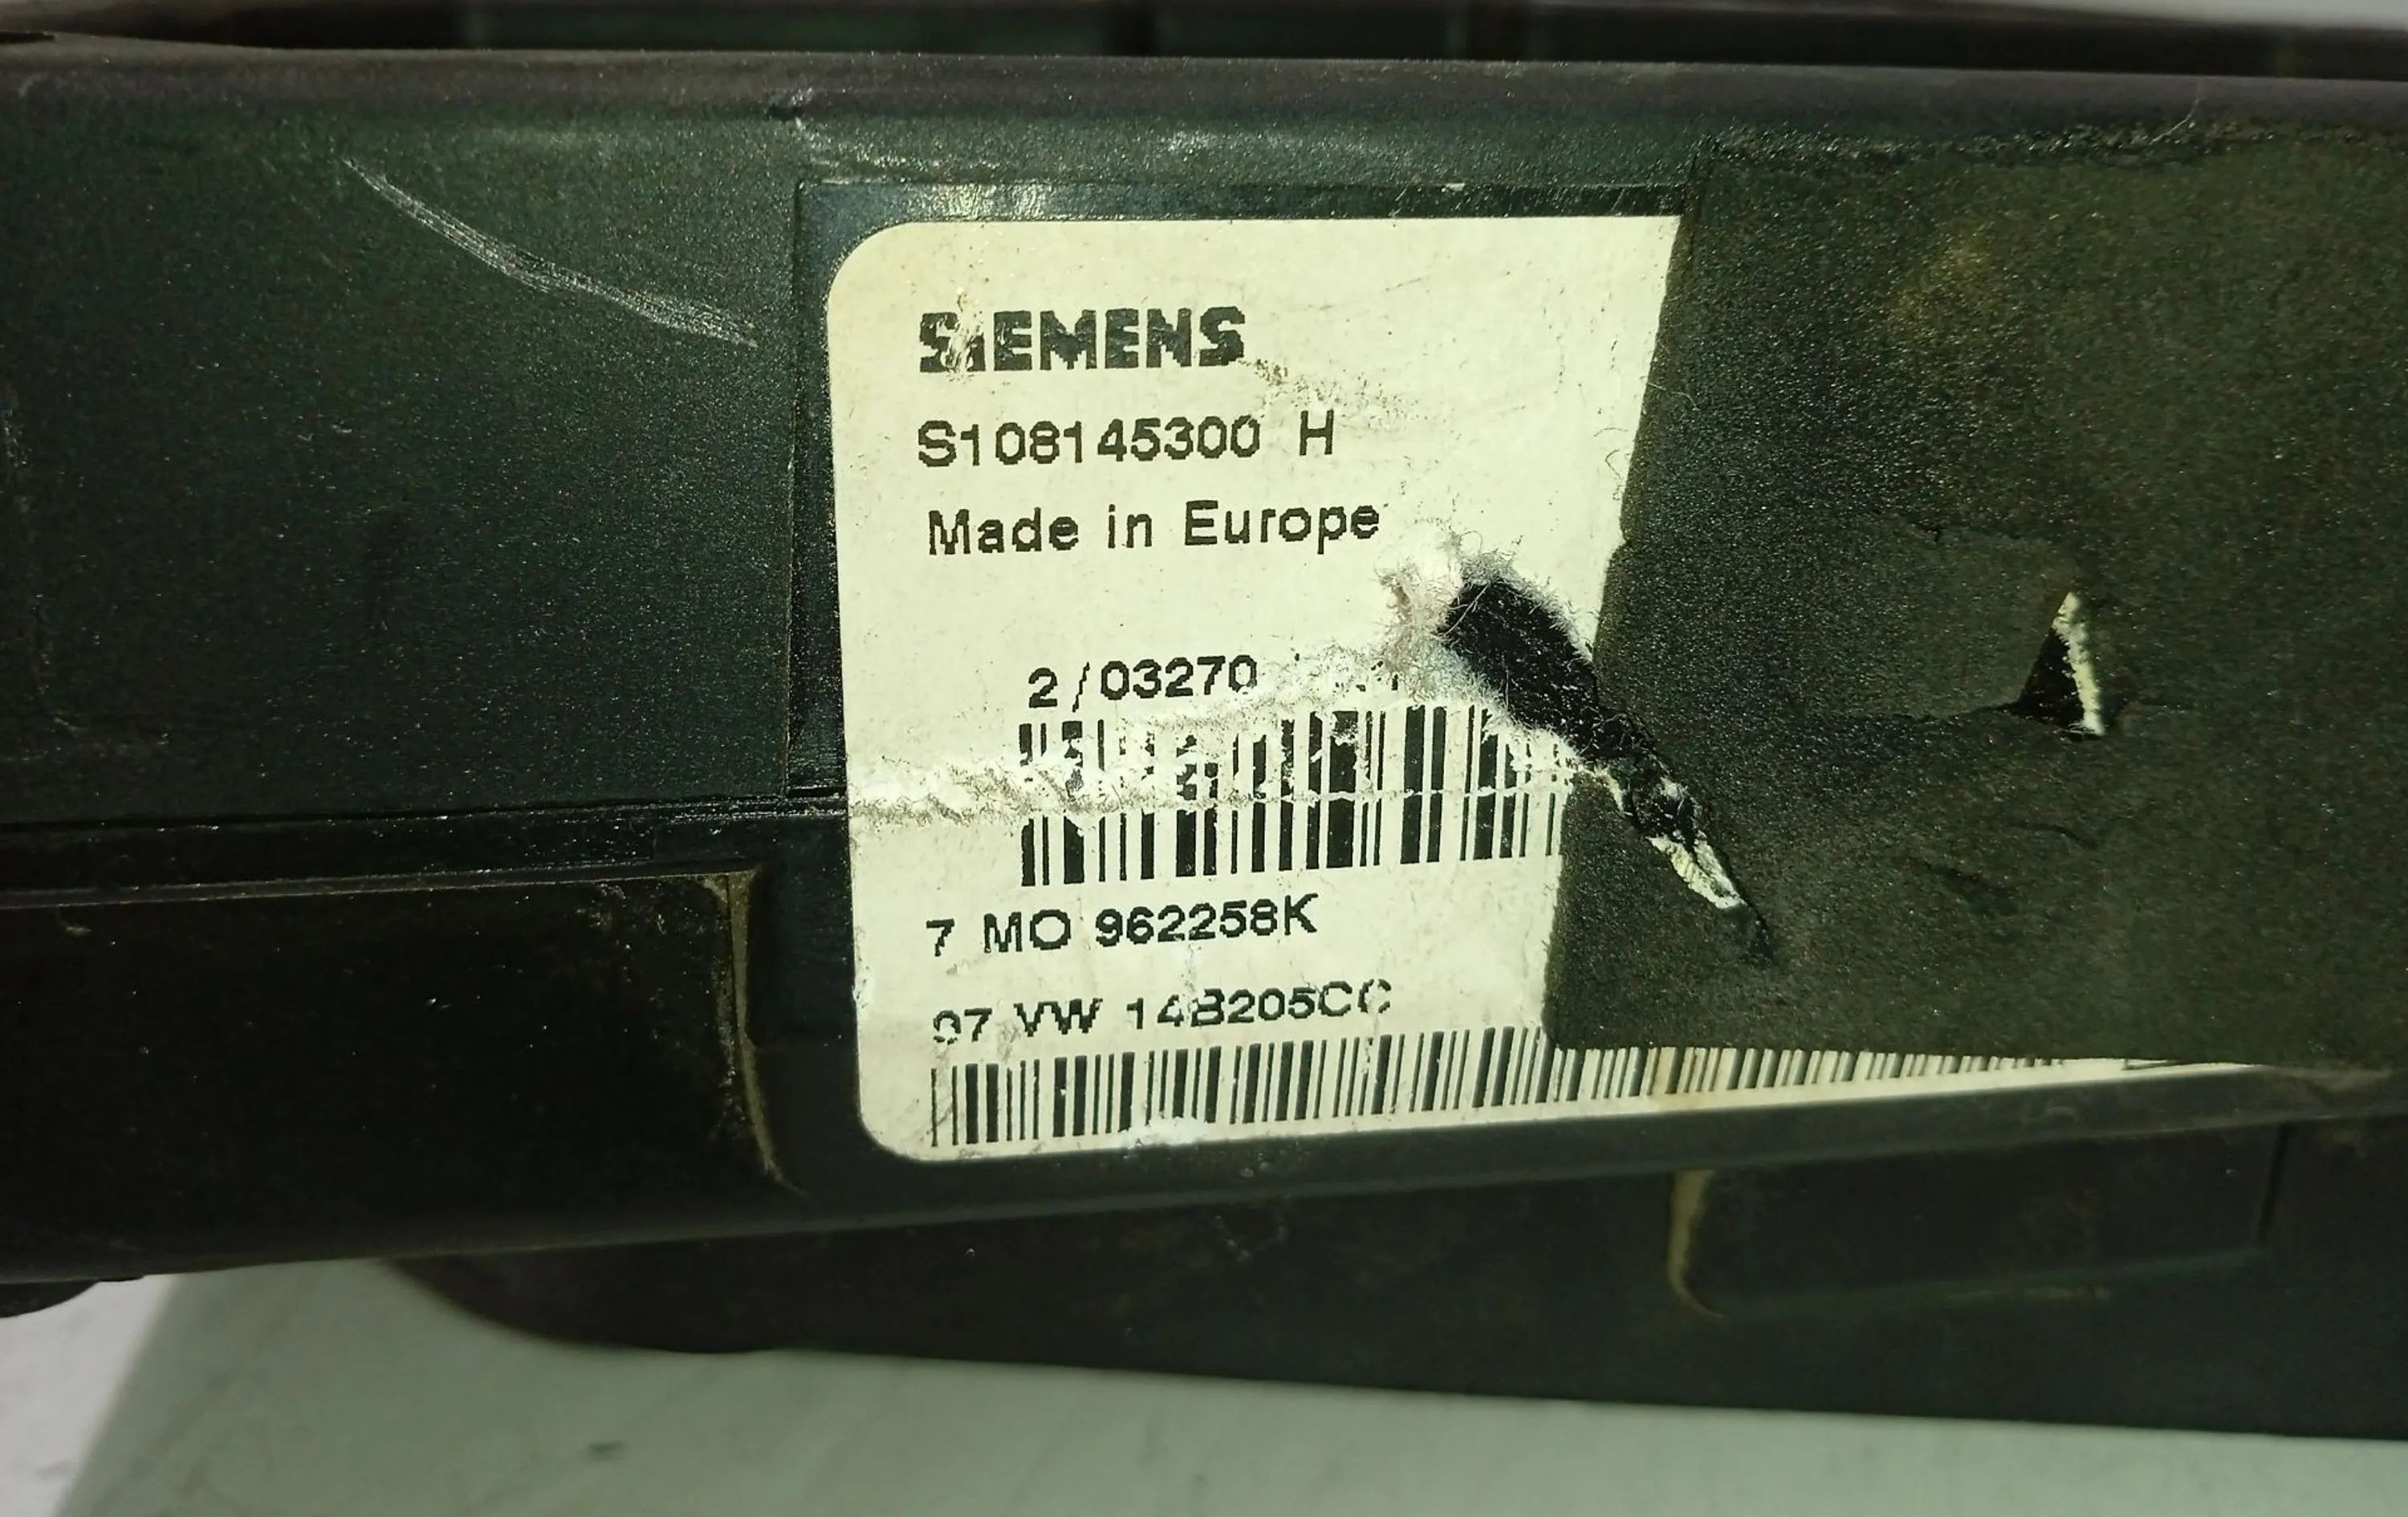 SIEMENS
S108145300 H
Made in Europe
2/03270
7 MO 962258K
97 VW 14B205CC